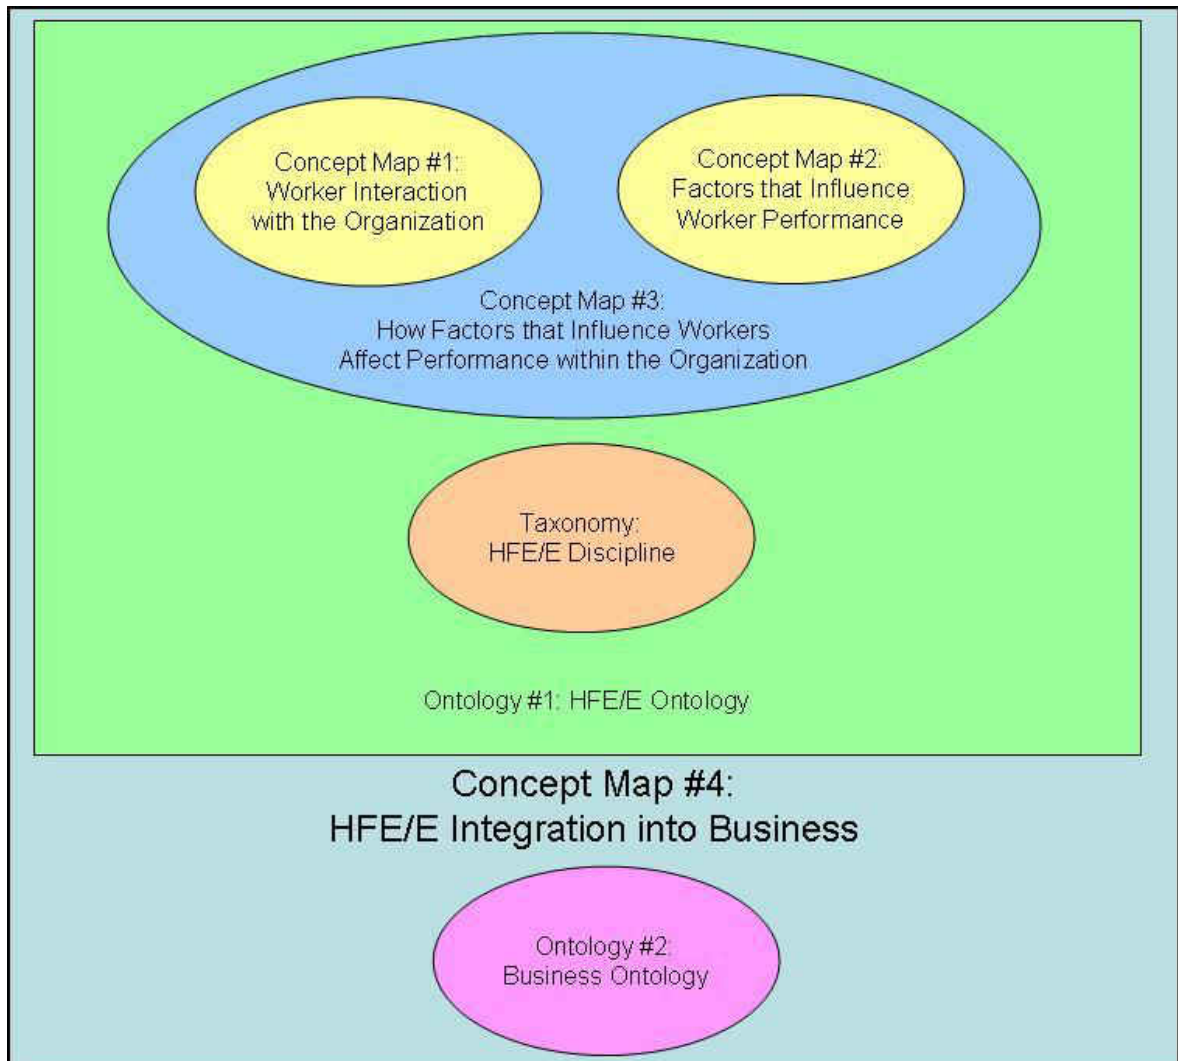 Concept Map #1:
Worker Interaction
with the Organization
Concept Map #2:
Factors that Influence
Worker Performance
Concept Map #3:
How Factors that Influence Workers
Affect Performance within the Organization
Taxonomy:
HFE/E Discipline
Ontology #1: HFE/E Ontology
Concept Map #4:
HFE/E Integration into Business
Ontology #2:
Business Ontology